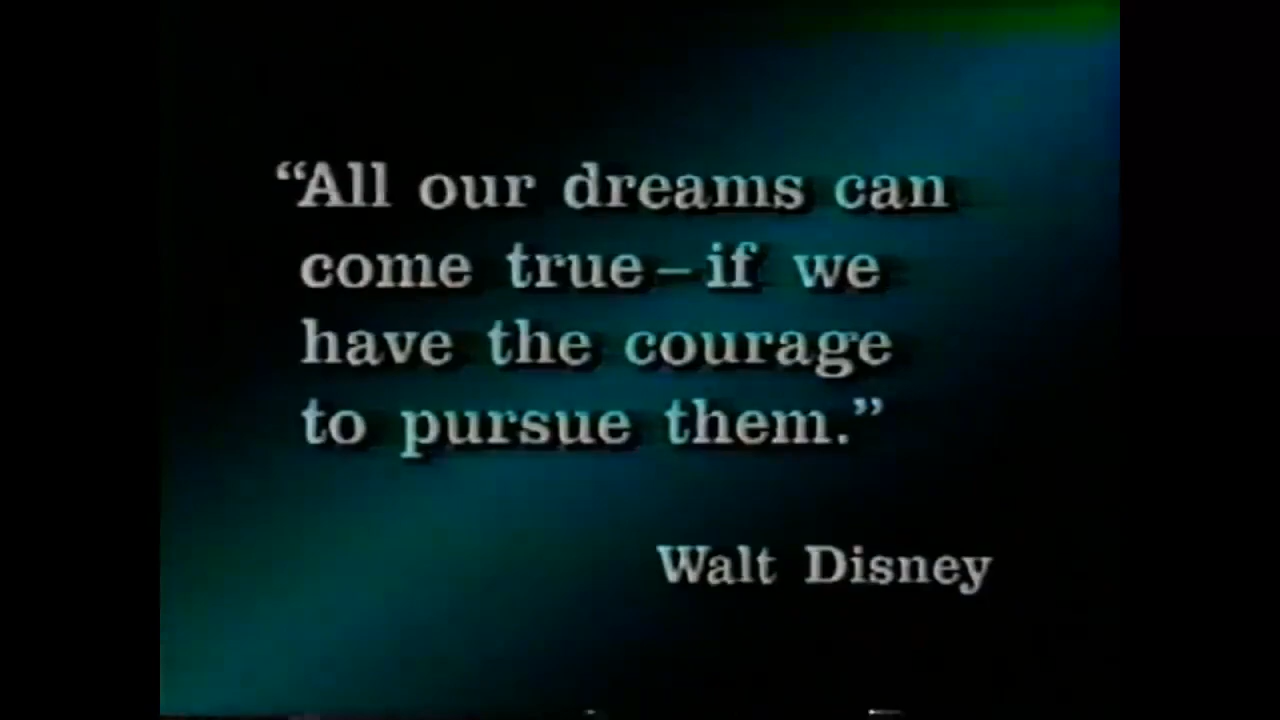 “All our dreams can
come true–if we
have the courage
to pursue them.”
Walt Disney